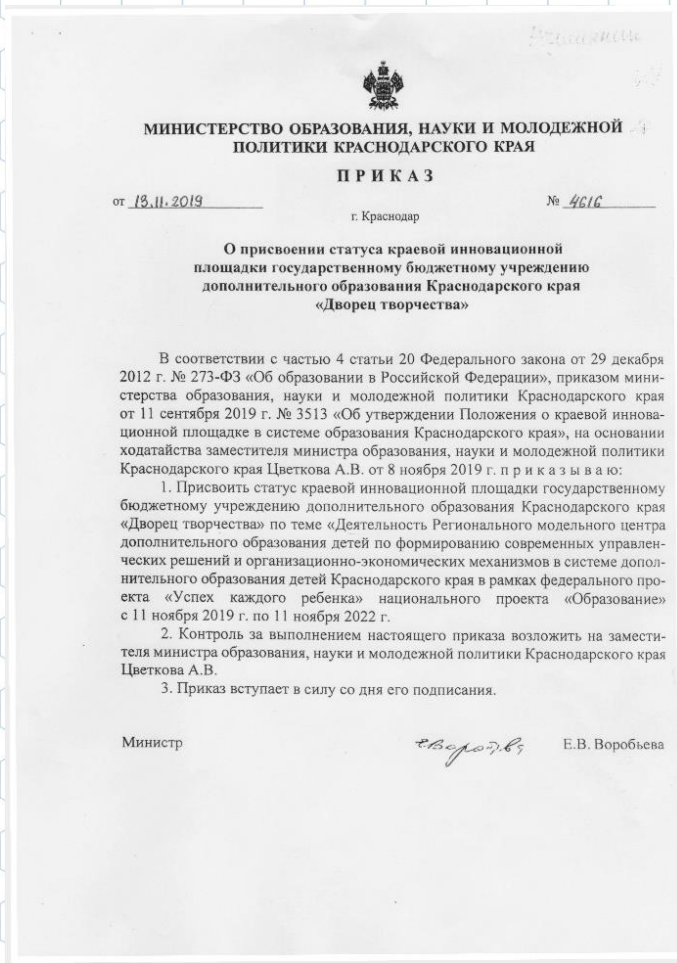 МИНИСТЕРСТВО ОБРАЗОВАНИЯ, НАУКИ И МОЛОДЕЖНОЙ
ПОЛИТИКИ КРАСНОДАРСКОГО КРАЯ
ПРИКАЗ
от 13.11.2019 № 4616
г. Краснодар
О присвоении статуса краевой инновационной
площадки государственному бюджетному учреждению
дополнительного образования Краснодарского края
«Дворец творчества»
В соответствии с частью 4 статьи 20 Федерального закона от 29 декабря
2012 г. № 273-ФЗ «Об образовании в Российской Федерации», приказом мини-
стерства образования, науки и молодежной политики Краснодарского края
от 11 сентября 2019 г. № 3513 «Об утверждении Положения о краевой иннова-
ционной площадке в системе образования Краснодарского края», на основании
ходатайства заместителя министра образования, науки и молодежной политики
Краснодарского края Цветкова А.В. от 8 ноября 2019 г. п р и к а з ы в а ю:
1. Присвоить статус краевой инновационной площадки государственному
бюджетному учреждению дополнительного образования Краснодарского края
«Дворец творчества» по теме «Деятельность Регионального модельного центра
дополнительного образования детей по формированию современных управлен-
ческих решений и организационно-экономических механизмов в системе допол-
нительного образования детей Краснодарского края в рамках федерального про-
екта «Успех каждого ребенка» национального проекта «Образование»
с 11 ноября 2019 г. по 11 ноября 2022 г.
2. Контроль за выполнением настоящего приказа возложить на замести-
теля министра образования, науки и молодежной политики Краснодарского края
Цветкова А.В.
3. Приказ вступает в силу со дня его подписания.
Министр Е.В. Воробьева